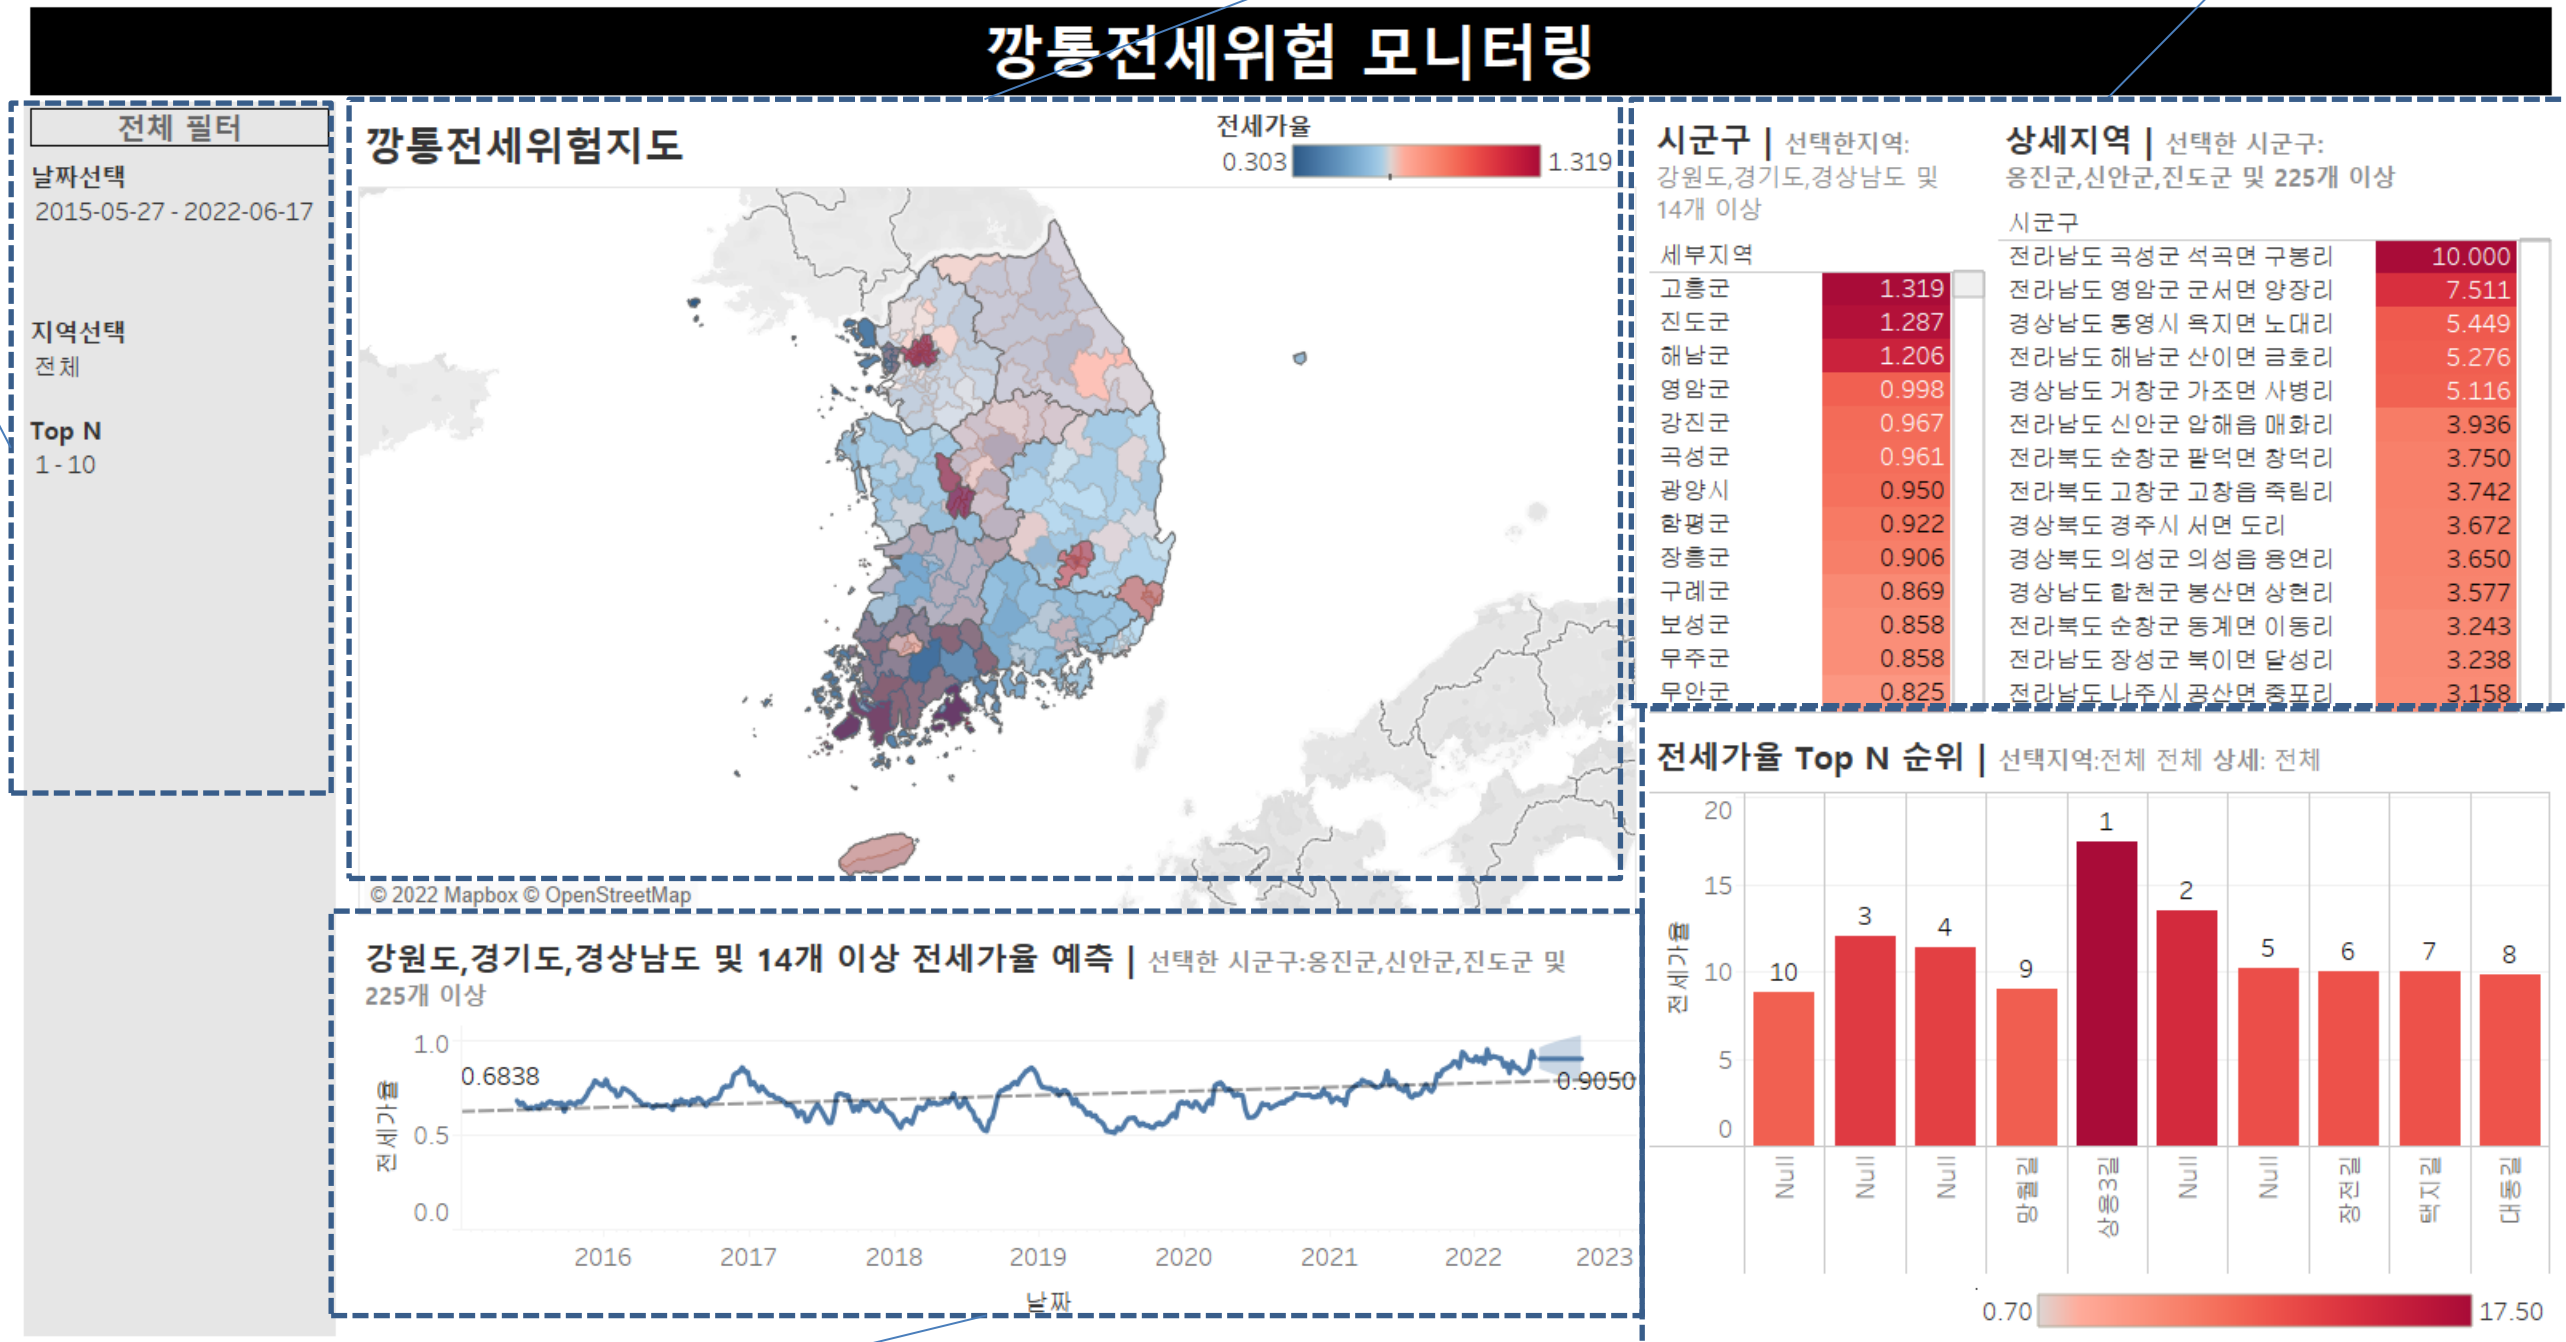 깡통전세위험 모니터링
전체 필터
날짜선택
2015-05-27 - 2022-06-17
지역선택
전체
Top N
1 - 10
깡통전세위험지도
전세가율
0.303
1.319
© 2022 Mapbox © OpenStreetMap
시군구 | 선택한지역:
강원도,경기도,경상남도 및
14개 이상
세부지역
고흥군 1.319
진도군 1.287
해남군 1.206
영암군 0.998
강진군 0.967
곡성군 0.961
광양시 0.950
함평군 0.922
장흥군 0.906
구례군 0.869
보성군 0.858
무주군 0.858
무안군 0.825
상세지역 | 선택한 시군구:
옹진군,신안군,진도군 및 225개 이상
시군구
전라남도 곡성군 석곡면 구봉리 10.000
전라남도 영암군 군서면 양장리 7.511
경상남도 통영시 욕지면 노대리 5.449
전라남도 해남군 산이면 금호리 5.276
경상남도 거창군 가조면 사병리 5.116
전라남도 신안군 압해읍 매화리 3.936
전라북도 순창군 팔덕면 창덕리 3.750
전라북도 고창군 고창읍 죽림리 3.742
경상북도 경주시 서면 도리 3.672
경상북도 의성군 의성읍 용연리 3.650
경상남도 합천군 봉산면 상현리 3.577
전라북도 순창군 동계면 이동리 3.243
전라남도 장성군 북이면 달성리 3.238
전라남도 나주시 공산면 중포리 3.158
강원도,경기도,경상남도 및 14개 이상 전세가율 예측 | 선택한 시군구:옹진군,신안군,진도군 및
225개 이상
전세가율
1.0
0.5
0.0
0.6838
0.9050
2016 2017 2018 2019 2020 2021 2022 2023
날짜
전세가율 Top N 순위 | 선택지역:전체 전체 상세: 전체
전세가율
20
15
10
5
0
10 3 4 9 1 2 5 6 7 8
Null Null Null 망월길 상용3길 Null Null 장전길 택지길 대동길
0.70
17.50